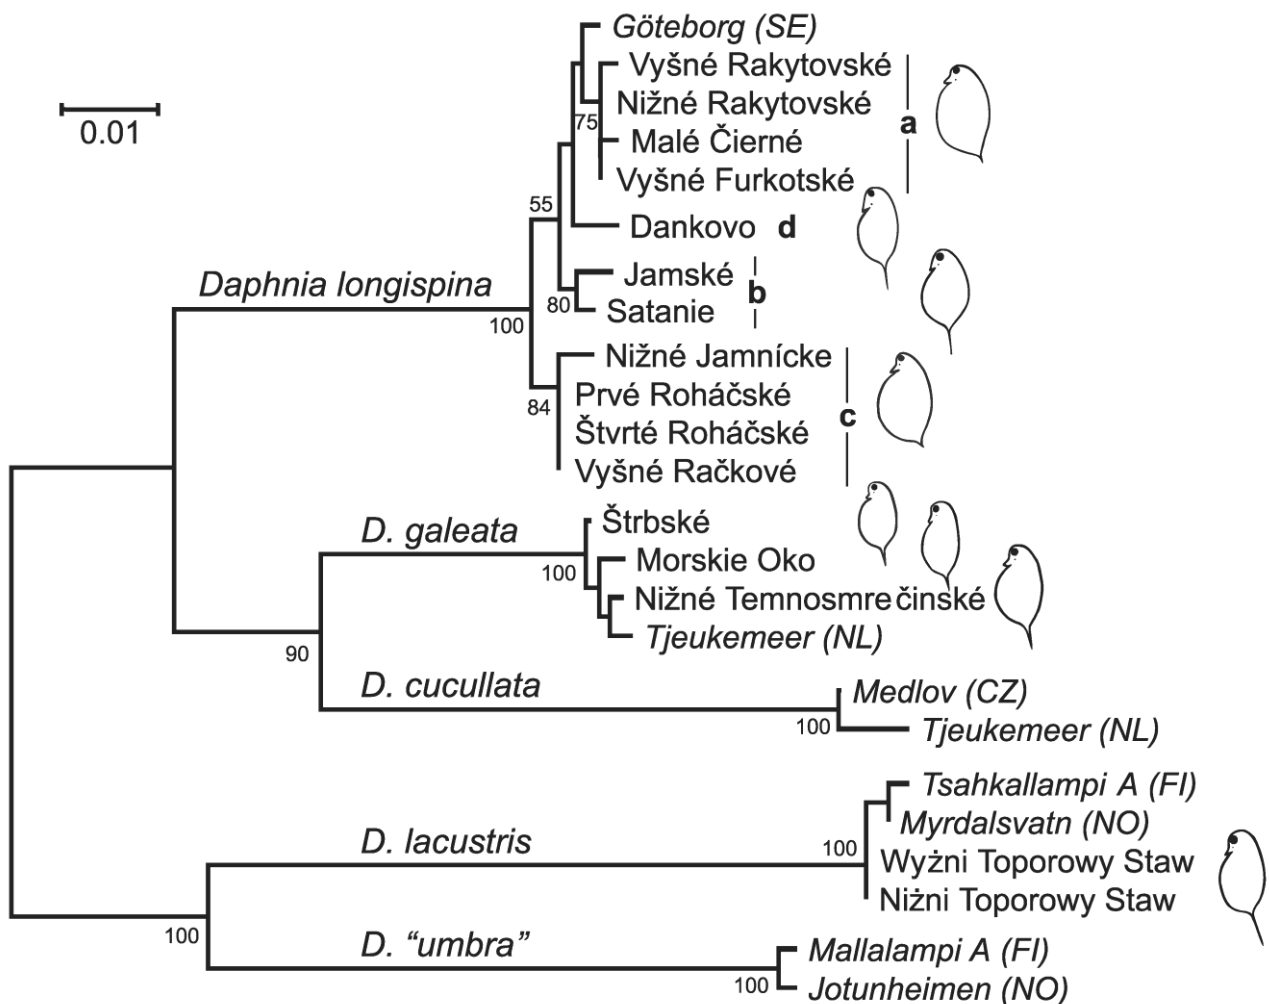 Göteborg (SE)
Vyšné Rakytovské
0.01
Nižné Rakytovské
75
a
Malé Čierné
Vyšné Furkotské
55
Dankovo d
Jamské
Daphnia longispina
b
80
Satanie
100
Nižné Jamnícke
Prvé Roháčské
84
c
Štvrté Roháčské
Vyšné Račkové
Štrbské
D. galeata
Morskie Oko
100
Nižné Temnosmrečinské
Tjeukemeer (NL)
90
D. cucullata
Medlov (CZ)
100
Tjeukemeer (NL)
Tsahkallampi A (FI)
Myrdalsvatn (NO)
D. lacustris
100
Wyżni Toporowy Staw
Niżni Toporowy Staw
100
D. “umbra”
Mallalampi A (FI)
100
Jotunheimen (NO)